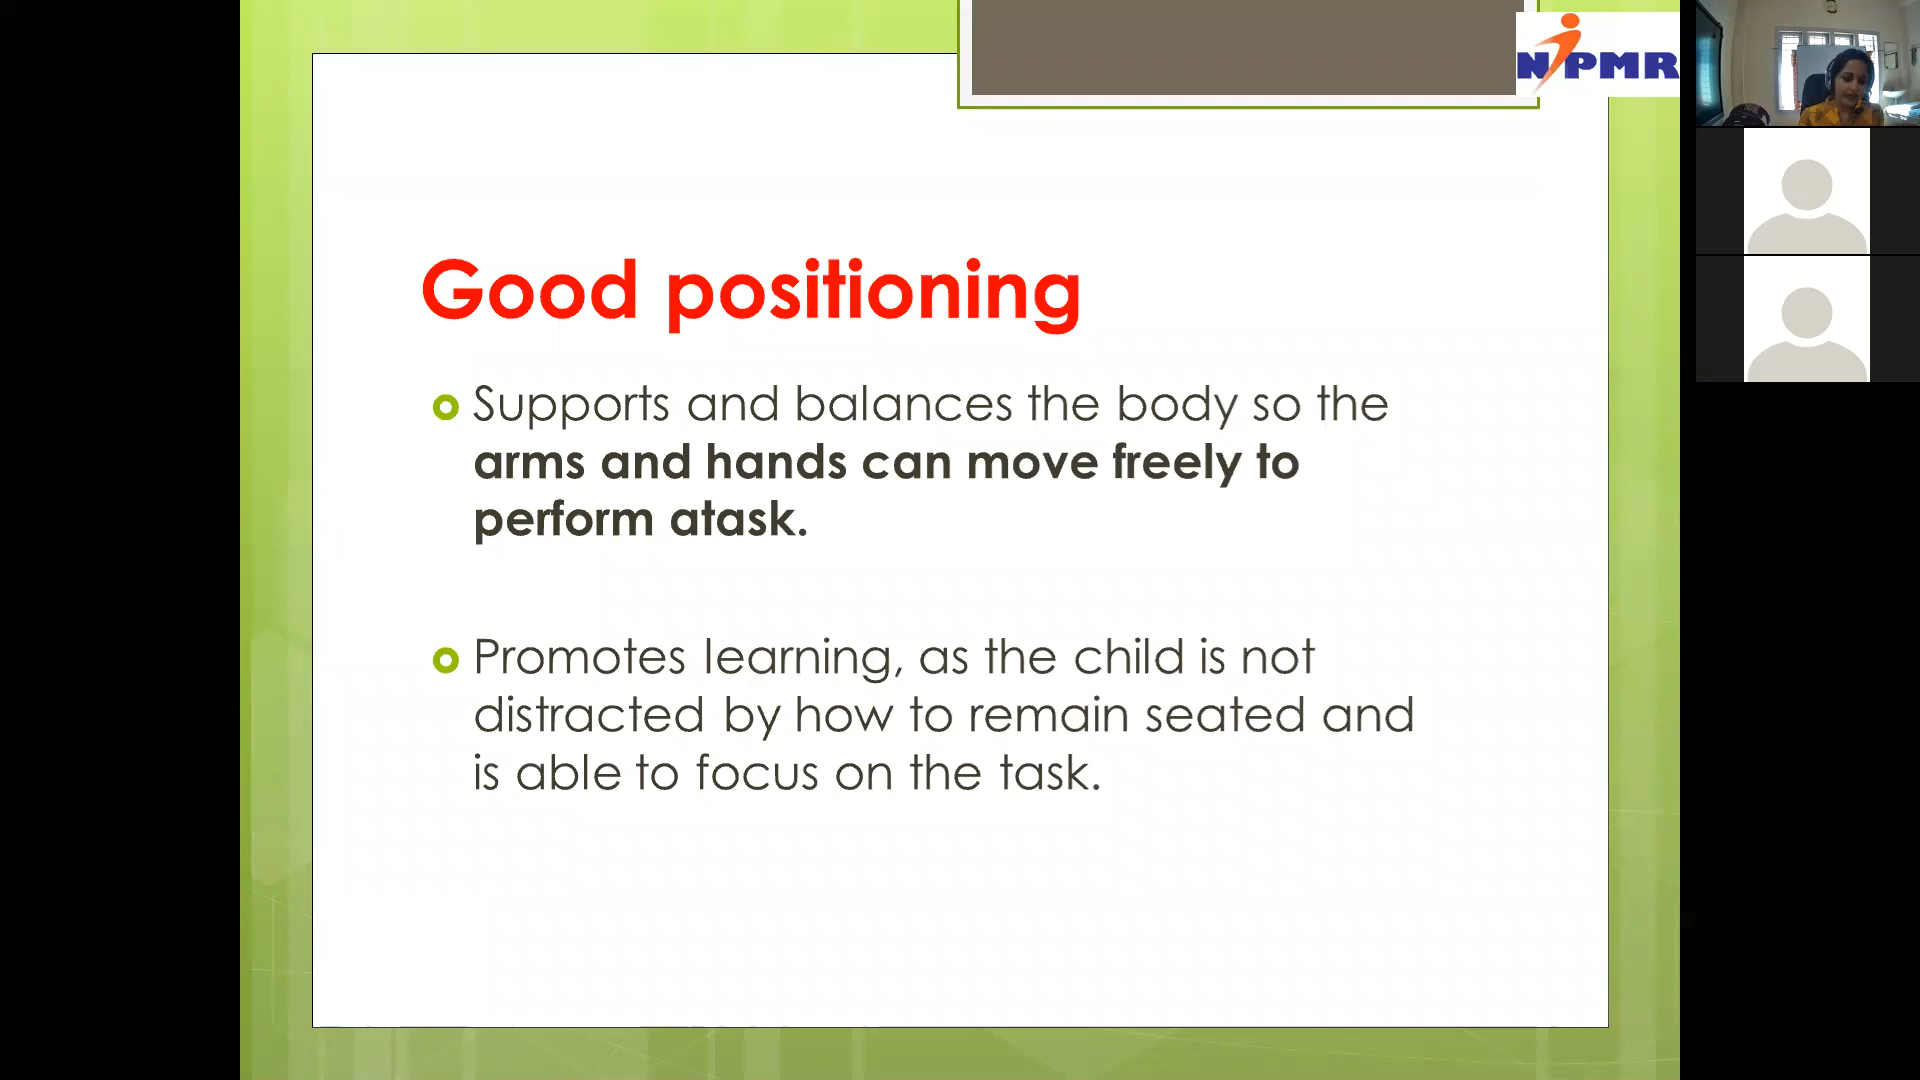 NIPMR
Good positioning
Supports and balances the body so the
arms and hands can move freely to
perform atask.
Promotes learning, as the child is not
distracted by how to remain seated and
is able to focus on the task.